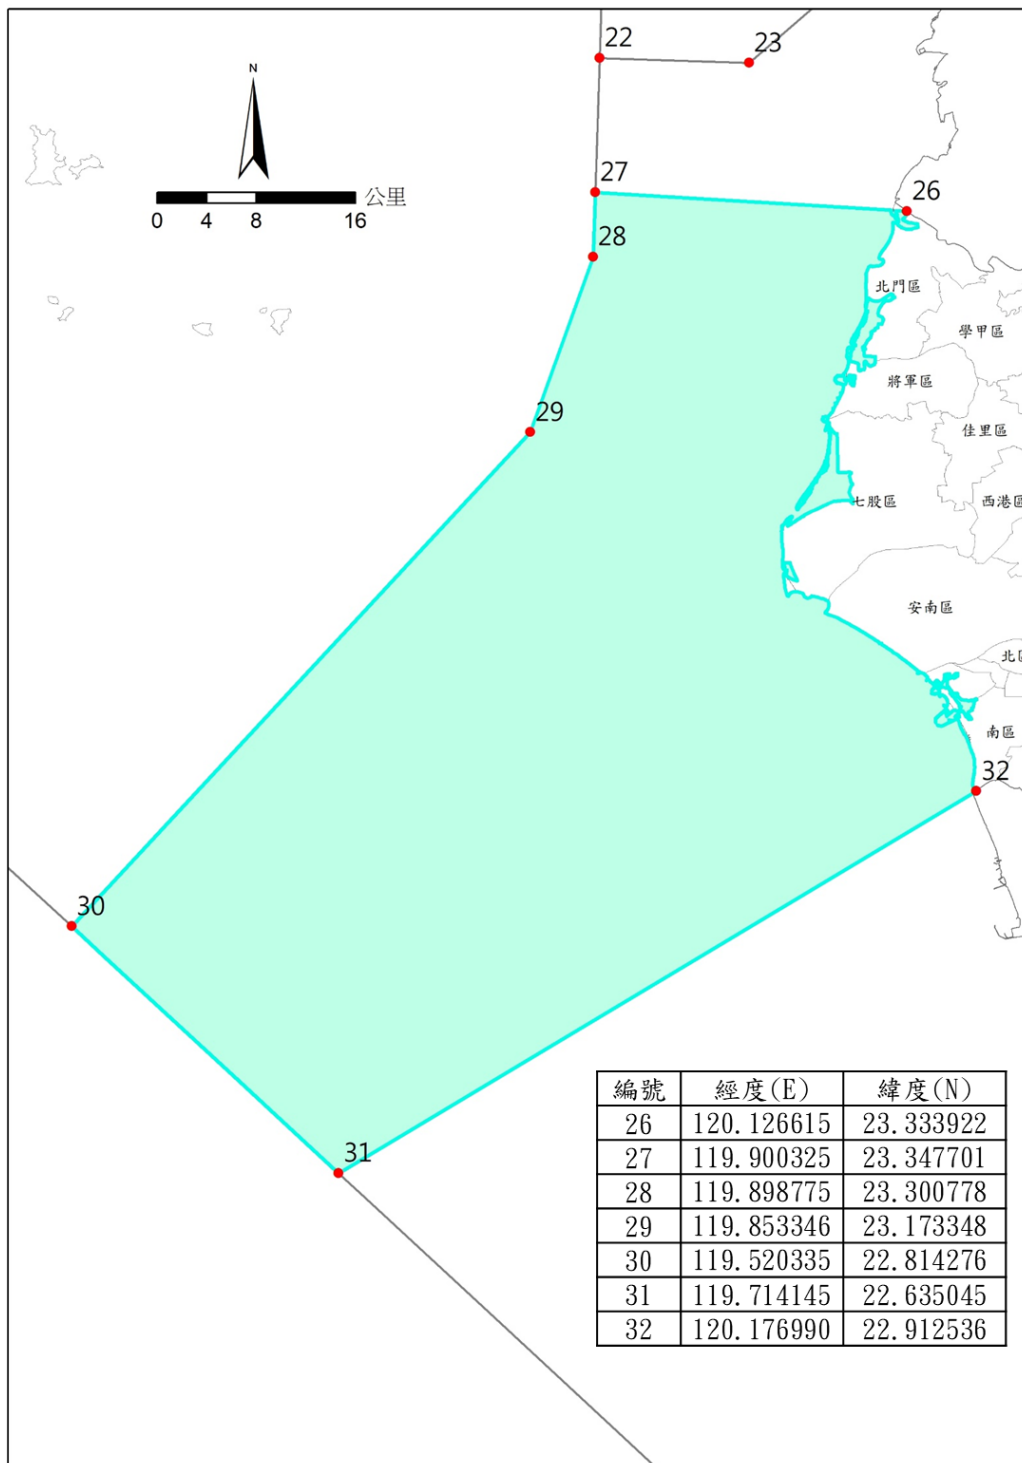 22
23
N
公里
0 4 8 16
27
26
28
北門區
學甲區
將軍區
29
佳里區
七股區
西港區
安南區
北區
南區
32
30
31
編號 經度(E) 緯度(N)
26 120.126615 23.333922
27 119.900325 23.347701
28 119.898775 23.300778
29 119.853346 23.173348
30 119.520335 22.814276
31 119.714145 22.635045
32 120.176990 22.912536